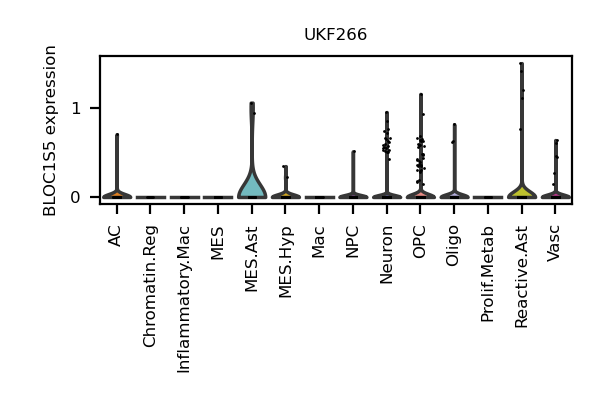 UKF266
BLOC1S5 expression
1
0
AC
Chromatin.Reg
Inflammatory.Mac
MES
MES.Ast
MES.Hyp
Mac
NPC
Neuron
OPC
Oligo
Prolif.Metab
Reactive.Ast
Vasc